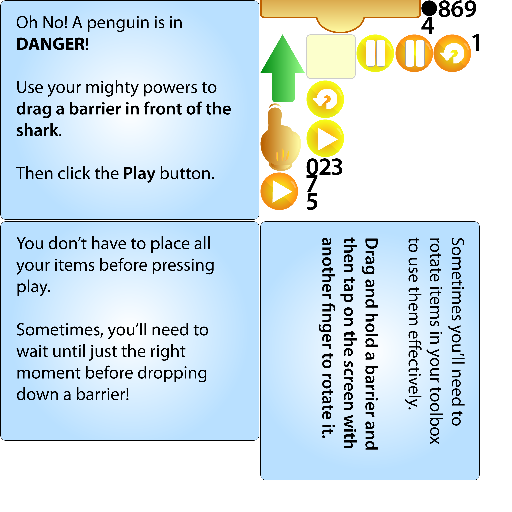 Oh No! A penguin is in
DANGER!
Use your mighty powers to
drag a barrier in front of the
shark.
Then click the Play button.
869
4
1
023
7
5
You don't have to place all
your items before pressing
play.
Sometimes, you'll need to
wait until just the right
moment before dropping
down a barrier!
Sometimes you'll need to
rotate items in your toolbox
to use them effectively.
Drag and hold a barrier and
then tap on the screen with
another finger to rotate it.